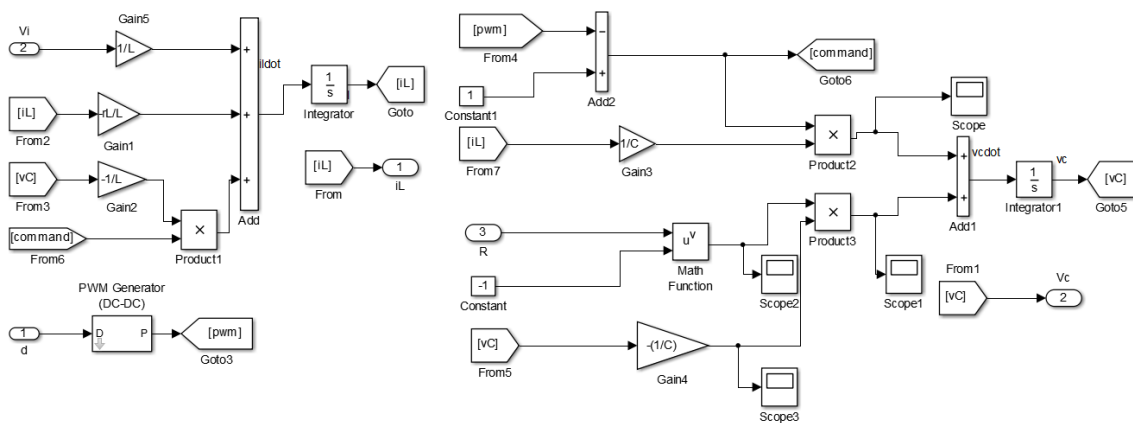 Vi
2
Gain5
1/L
+
ildot
[iL]
From2
-rL/L
Gain1
+
1
s
Integrator
[iL]
Goto
[vC]
From3
-1/L
Gain2
+
Add
[iL]
From
1
iL
[command]
From6
×
Product1
PWM Generator
(DC-DC)
1
d
D
P
[pwm]
Goto3
[pwm]
From4
−
+
Add2
[command]
Goto6
1
Constant1
[iL]
From7
1/C
Gain3
×
Product2
Scope
+
vcdot
+
Add1
1
s
Integrator1
vc
[vC]
Goto5
3
R
-1
Constant
u
v
Math
Function
×
Product3
Scope2
Scope1
From1
[vC]
Vc
2
[vC]
From5
-(1/C)
Gain4
Scope3